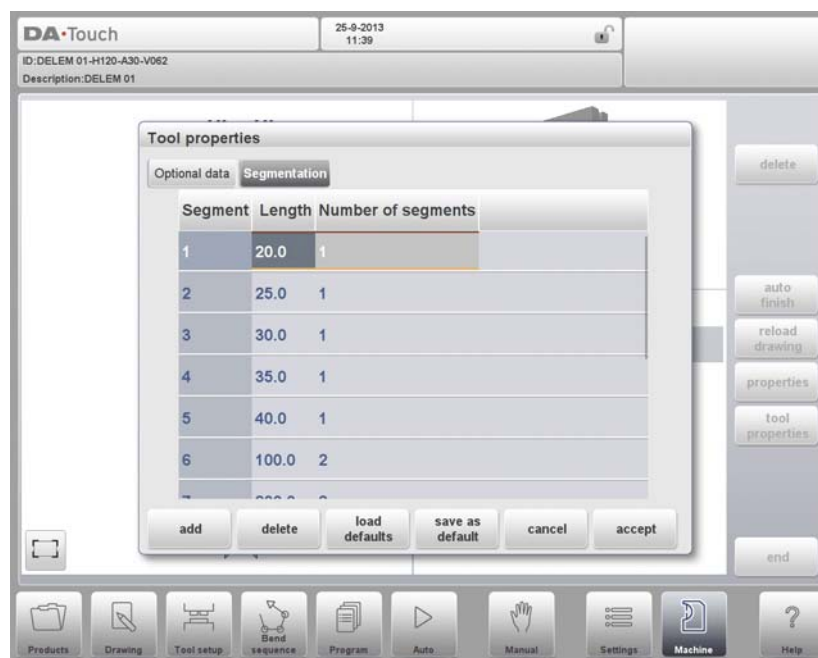 DA•Touch
25-9-2013
11:39
ID:DELEM 01-H120-A30-V062
Description:DELEM 01
Tool properties
Optional data Segmentation
Segment Length Number of segments
1 20.0 1
2 25.0 1
3 30.0 1
4 35.0 1
5 40.0 1
6 100.0 2
add
delete
load
defaults
save as
default
cancel
accept
delete
auto
finish
reload
drawing
properties
tool
properties
end
Products
Drawing
Tool setup
Bend
sequence
Program
Auto
Manual
Settings
Machine
Help